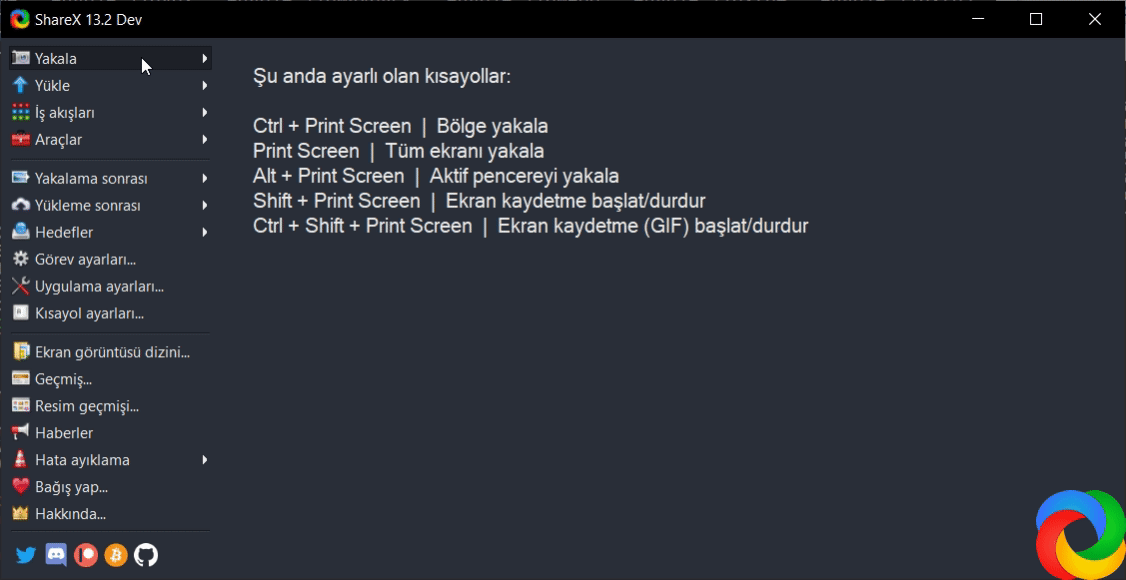 ShareX 13.2 Dev
Yakala
Yükle
İş akışları
Araçlar
Yakalama sonrası
Yükleme sonrası
Hedefler
Görev ayarları...
Uygulama ayarları...
Kısayol ayarları...
Ekran görüntüsü dizini...
Geçmiş...
Resim geçmişi...
Haberler
Hata ayıklama
Bağış yap...
Hakkında...
Şu anda ayarlı olan kısayollar:
Ctrl + Print Screen | Bölge yakala
Print Screen | Tüm ekranı yakala
Alt + Print Screen | Aktif pencereyi yakala
Shift + Print Screen | Ekran kaydetme başlat/durdur
Ctrl + Shift + Print Screen | Ekran kaydetme (GIF) başlat/durdur